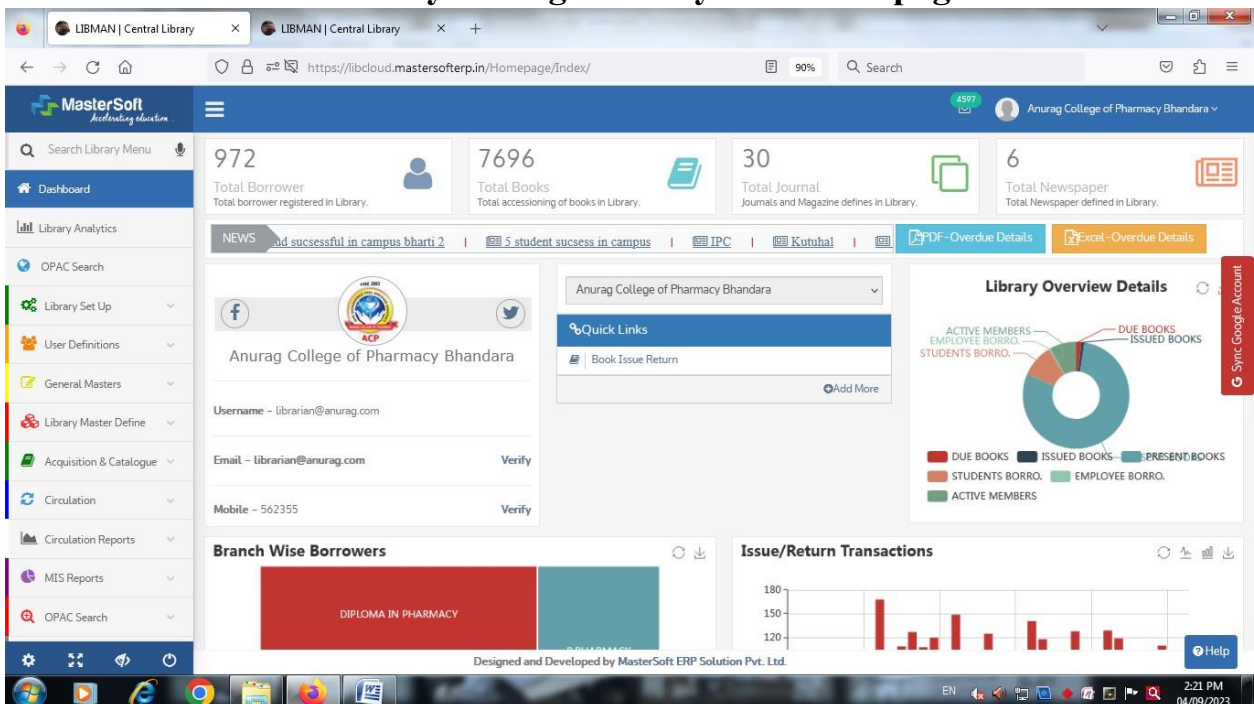 LIBMAN | Central Library
LIBMAN | Central Library
https://libcloud.mastersofterp.in/Homepage/Index/
90%
Search
MasterSoft
Accelerating education..
4597
Anurag College of Pharmacy Bhandara
Search Library Menu
Dashboard
Library Analytics
OPAC Search
Library Set Up
User Definitions
General Masters
Library Master Define
Acquisition & Catalogue
Circulation
Circulation Reports
MIS Reports
OPAC Search
972
Total Borrower
Total borrower registered in Library.
7696
Total Books
Total accessioning of books in Library.
30
Total Journal
Journals and Magazine defines in Library.
6
Total Newspaper
Total Newspaper defined in Library.
NEWS
sucsessful in campus bharti 2 | 5 student sucsess in campus | IPC | Kutuhal |
PDF-Overdue Details
Excel-Overdue Details
estd. 2003
ACP
Anurag College of Pharmacy Bhandara
Username – librarian@anurag.com
Email – librarian@anurag.com Verify
Mobile – 562355 Verify
Anurag College of Pharmacy Bhandara
Quick Links
Book Issue Return
Add More
Library Overview Details
ACTIVE MEMBERS
EMPLOYEE BORRO.
STUDENTS BORRO.
DUE BOOKS
ISSUED BOOKS
DUE BOOKS ISSUED BOOKS PRESENT BOOKS
STUDENTS BORRO. EMPLOYEE BORRO.
ACTIVE MEMBERS
Sync Google Account
Branch Wise Borrowers
DIPLOMA IN PHARMACY
Issue/Return Transactions
180
150
120
Help
Designed and Developed by MasterSoft ERP Solution Pvt. Ltd.
EN
2:21 PM
04/09/2023